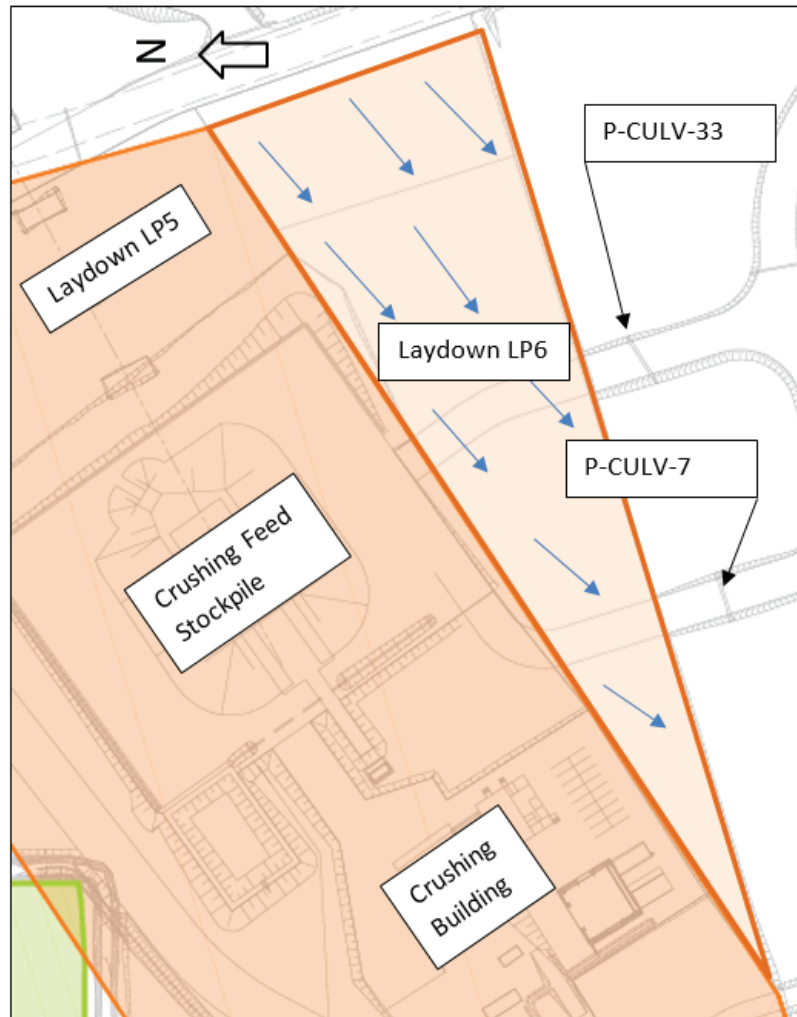 N
P-CULV-33
Laydown LP5
Laydown LP6
P-CULV-7
Crushing Feed
Stockpile
Crushing
Building